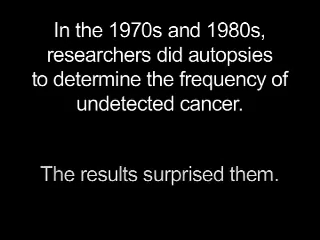 In the 1970s and 1980s,
researchers did autopsies
to determine the frequency of
undetected cancer.
The results surprised them.